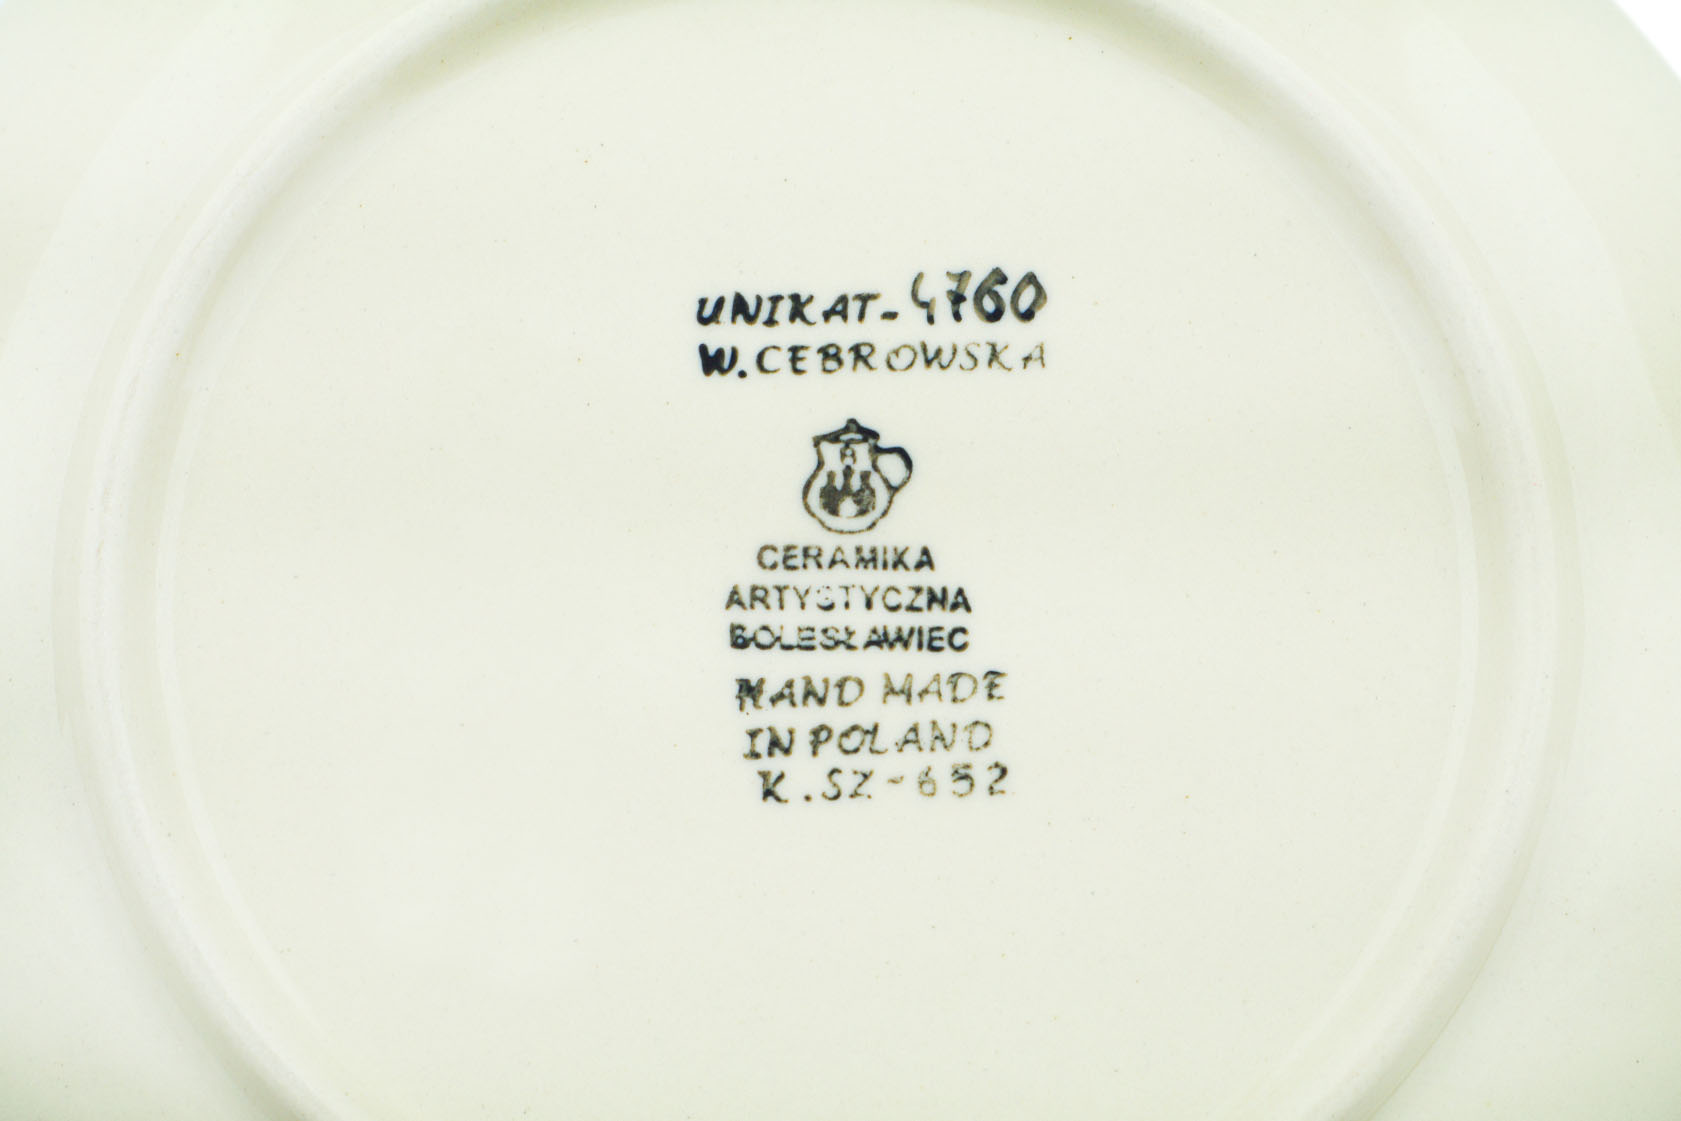 UNIKAT-4760
W. CEBROWSKA
A
CERAMIKA
ARTYSTYCZNA
BOLESŁAWIEC
HAND MADE
IN POLAND
K. SZ-652